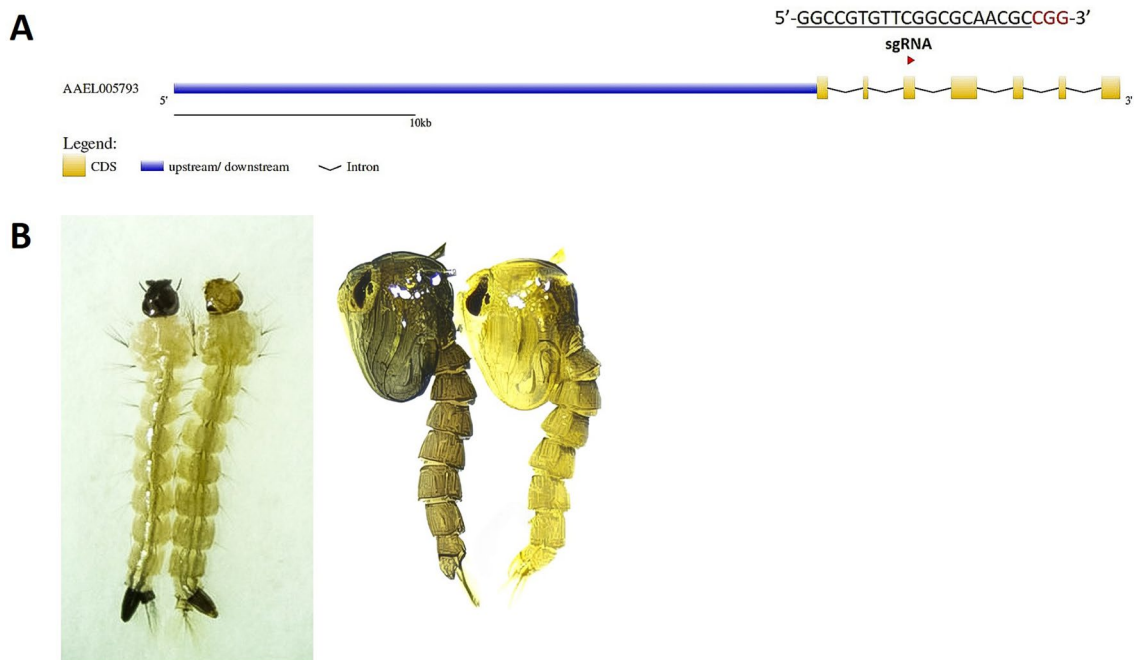 A
5’-GGCCGTGTTCGGCGCAACGCCGG-3’
sgRNA
AAEL005793
5'
3'
10kb
Legend:
CDS
upstream/ downstream
Intron
B